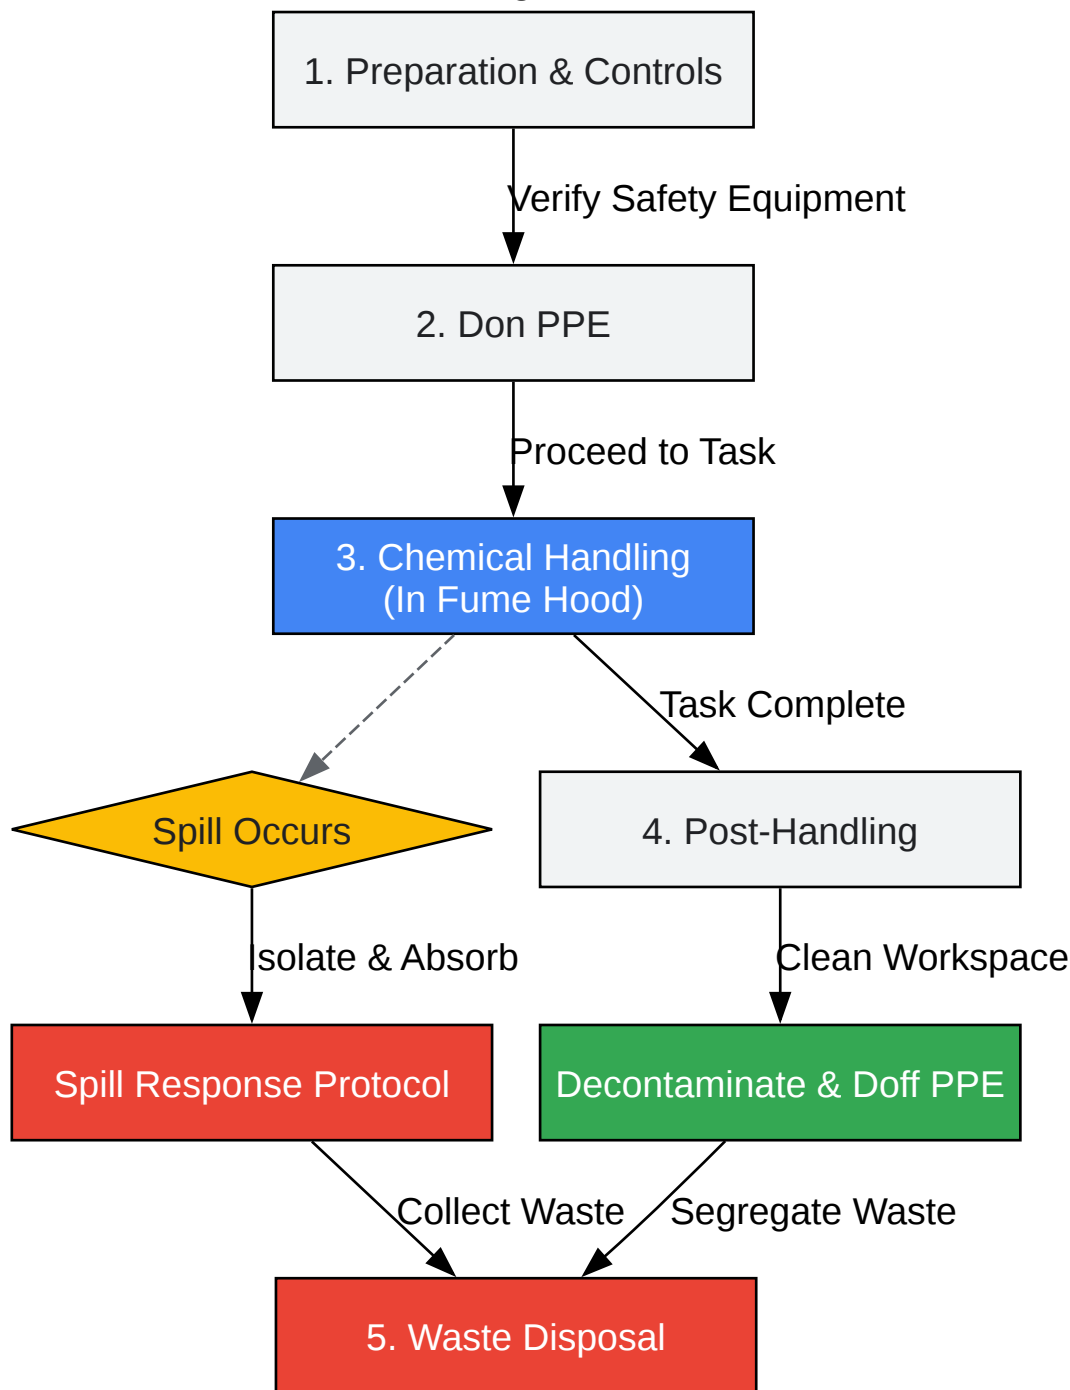 1. Preparation & Controls
Verify Safety Equipment
2. Don PPE
Proceed to Task
3. Chemical Handling
(In Fume Hood)
Task Complete
Spill Occurs
4. Post-Handling
Isolate & Absorb
Clean Workspace
Spill Response Protocol
Decontaminate & Doff PPE
Collect Waste
Segregate Waste
5. Waste Disposal